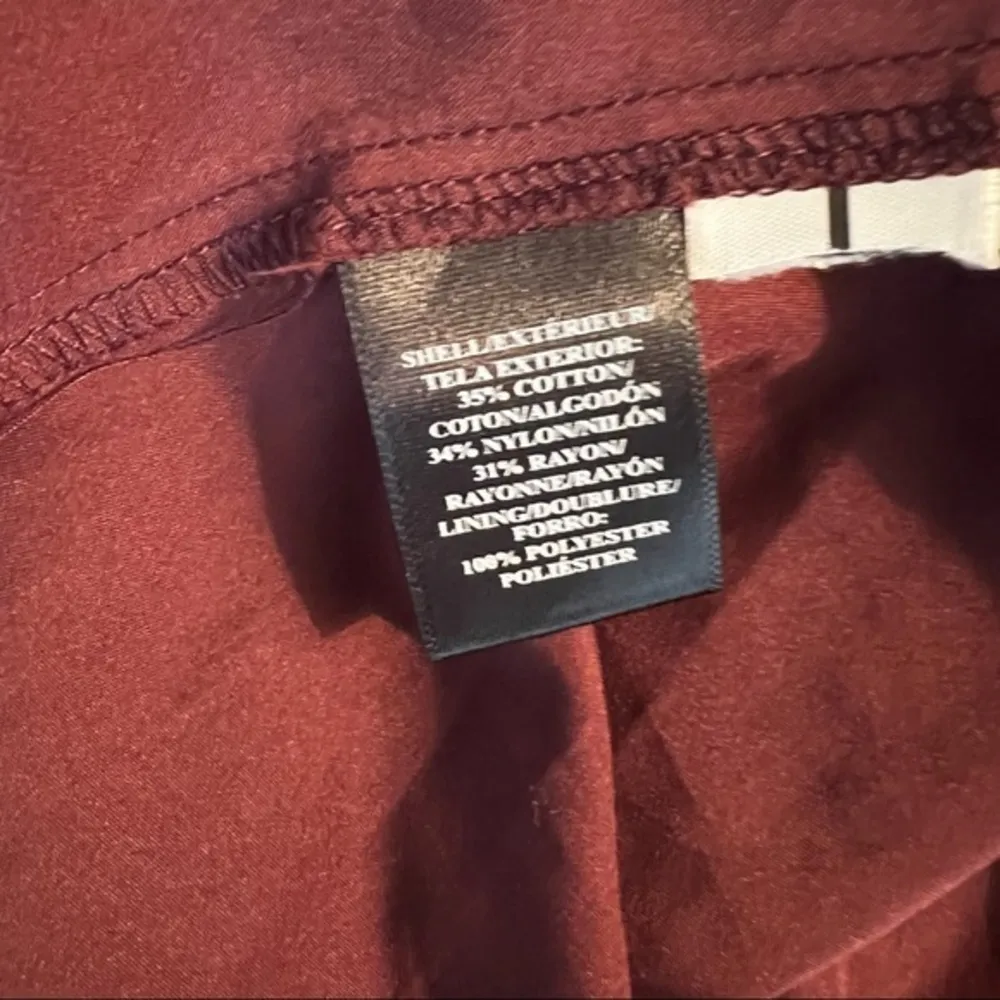 SHELL/EXTÉRIEUR/
TELA EXTERIOR:
35% COTTON/
COTON/ALGODÓN
34% NYLON/NILÓN
31% RAYON/
RAYONNE/RAYÓN
LINING/DOUBLURE/
FORRO:
100% POLYESTER
POLIÉSTER